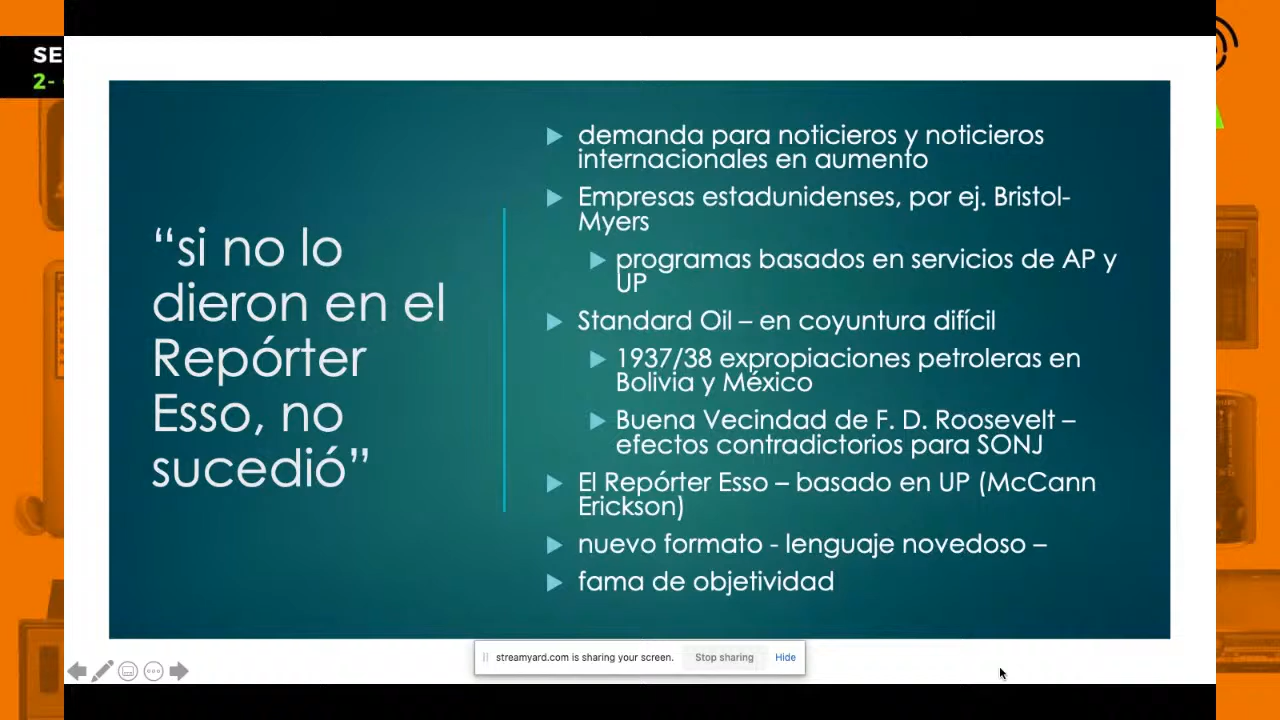 SE
2-
“si no lo
dieron en el
Repórter
Esso, no
sucedió”
demanda para noticieros y noticieros
internacionales en aumento
Empresas estadunidenses, por ej. Bristol-
Myers
programas basados en servicios de AP y
UP
Standard Oil – en coyuntura difícil
1937/38 expropiaciones petroleras en
Bolivia y México
Buena Vecindad de F. D. Roosevelt –
efectos contradictorios para SONJ
El Repórter Esso – basado en UP (McCann
Erickson)
nuevo formato - lenguaje novedoso –
fama de objetividad
streamyard.com is sharing your screen. Stop sharing Hide